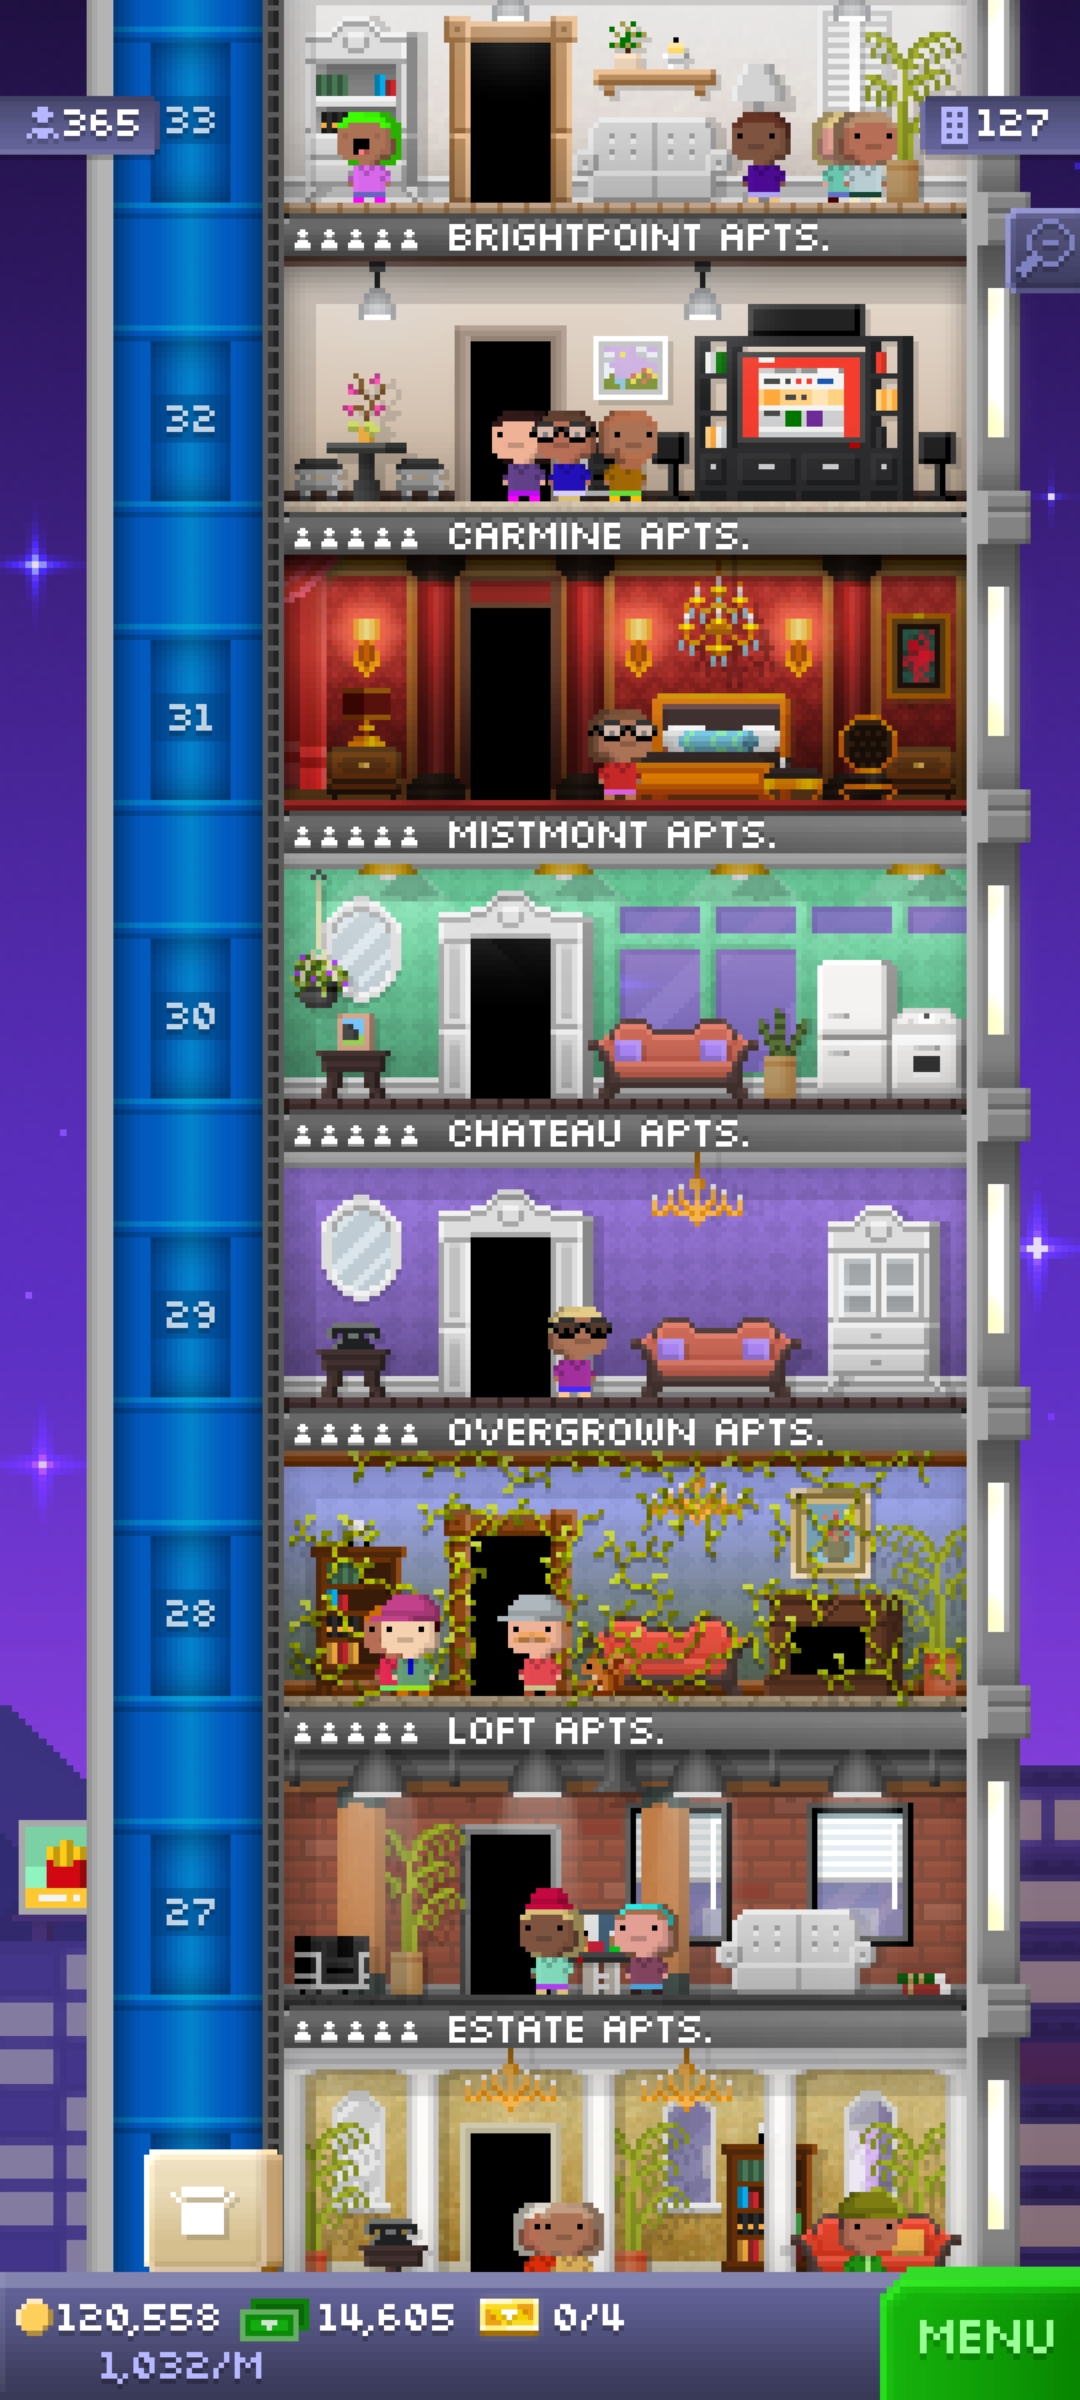 365
33
127
BRIGHTPOINT APTS.
32
CARMINE APTS.
31
MISTMONT APTS.
30
CHATEAU APTS.
29
OVERGROWN APTS.
28
LOFT APTS.
27
ESTATE APTS.
120,558 14,605 0/4
1,032/M
MENU